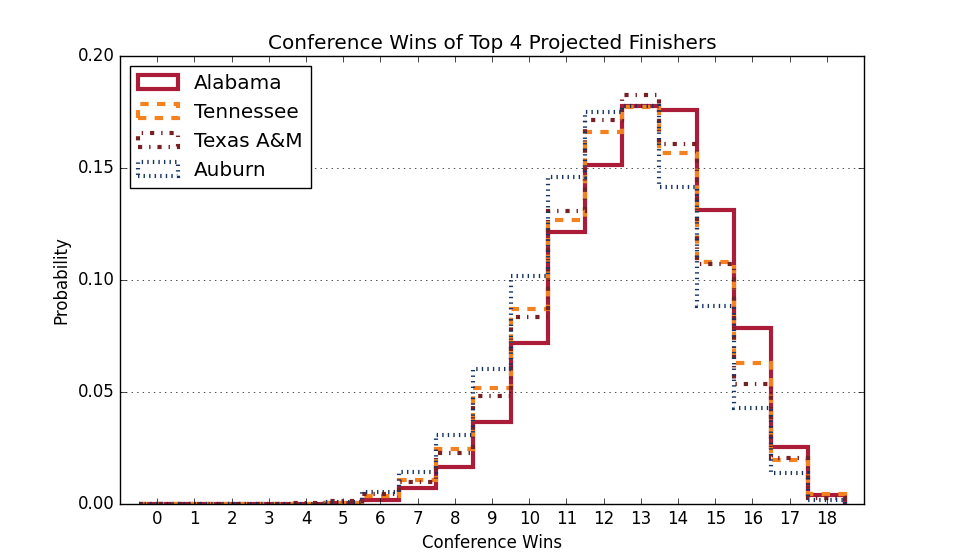 Conference Wins of Top 4 Projected Finishers
0.20
0.15
0.10
0.05
0.00
Probability
Alabama
Tennessee
Texas A&M
Auburn
0 1 2 3 4 5 6 7 8 9 10 11 12 13 14 15 16 17 18
Conference Wins